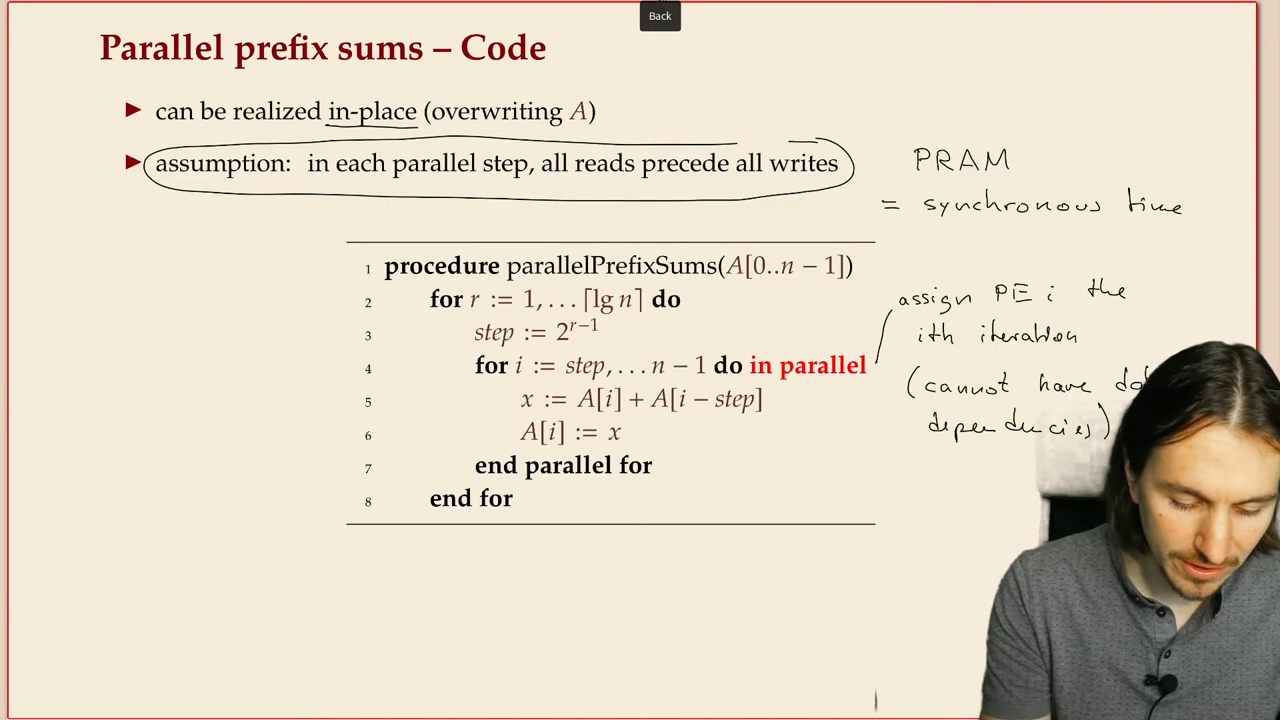 Back
Parallel prefix sums – Code
▶ can be realized in-place (overwriting A)
▶ assumption: in each parallel step, all reads precede all writes
PRAM
= synchronous time
1 procedure parallelPrefixSums(A[0..n − 1])
2 for r := 1, . . . ⌈lg n⌉ do
3 step := 2^{r−1}
4 for i := step, . . . n − 1 do in parallel
5 x := A[i] + A[i − step]
6 A[i] := x
7 end parallel for
8 end for
assign PE i the
ith iteration
(cannot have
dependencies)